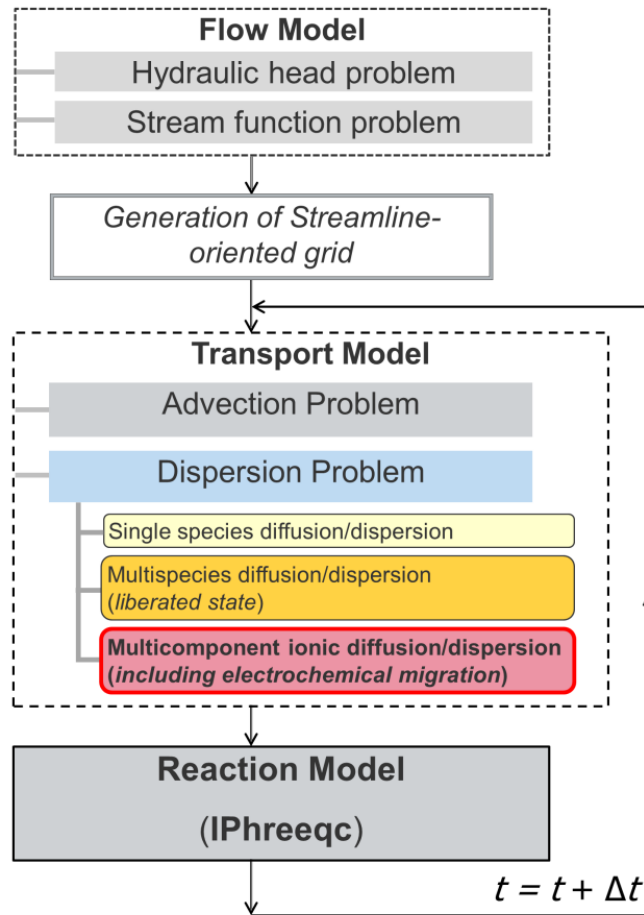 Flow Model
Hydraulic head problem
Stream function problem
Generation of Streamline-
oriented grid
Transport Model
Advection Problem
Dispersion Problem
Single species diffusion/dispersion
Multispecies diffusion/dispersion
(liberated state)
Multicomponent ionic diffusion/dispersion
(including electrochemical migration)
Reaction Model
(IPhreeqc)
t = t + Δt